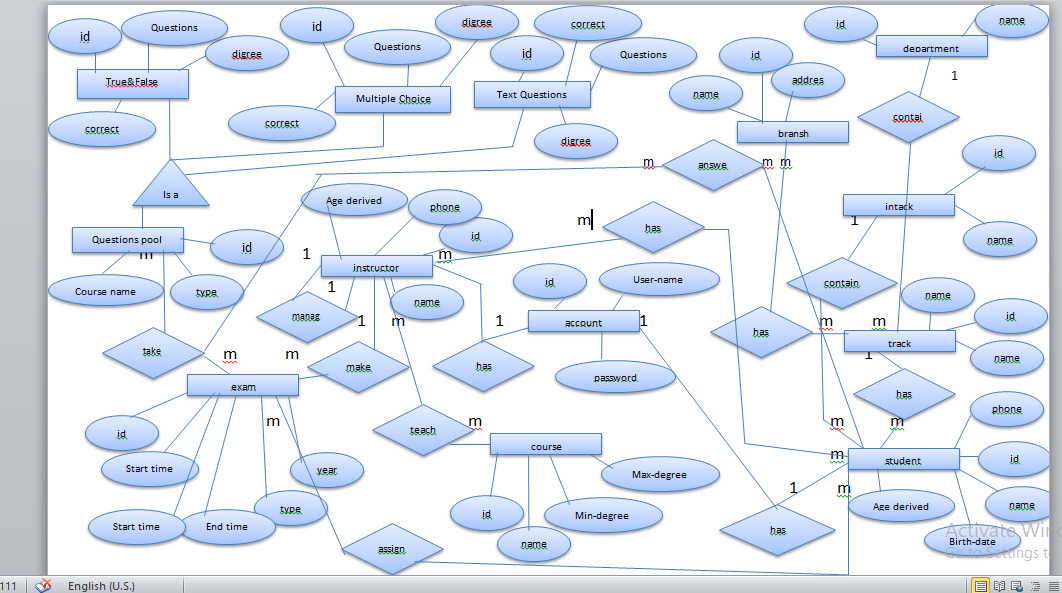 id
Questions
id
digree
correct
id
name
Questions
digree
id
Questions
id
department
True&False
addres
1
Multiple Choice
Text Questions
name
contai
correct
correct
digree
bransh
id
m
answe
m
m
Is a
Age derived
phone
intack
m
1
id
has
name
Questions pool
id
m
1
instructor
m
id
User-name
contain
Course name
type
1
name
name
manag
1
m
1
account
1
m
m
id
has
track
take
m
m
make
has
1
name
password
exam
has
id
m
teach
m
m
m
phone
Start time
year
course
m
student
id
Max-degree
1
m
type
id
Min-degree
Age derived
name
Start time
End time
name
has
Activate Win
Birth-date
assign
Go to Settings t
111
English (U.S.)